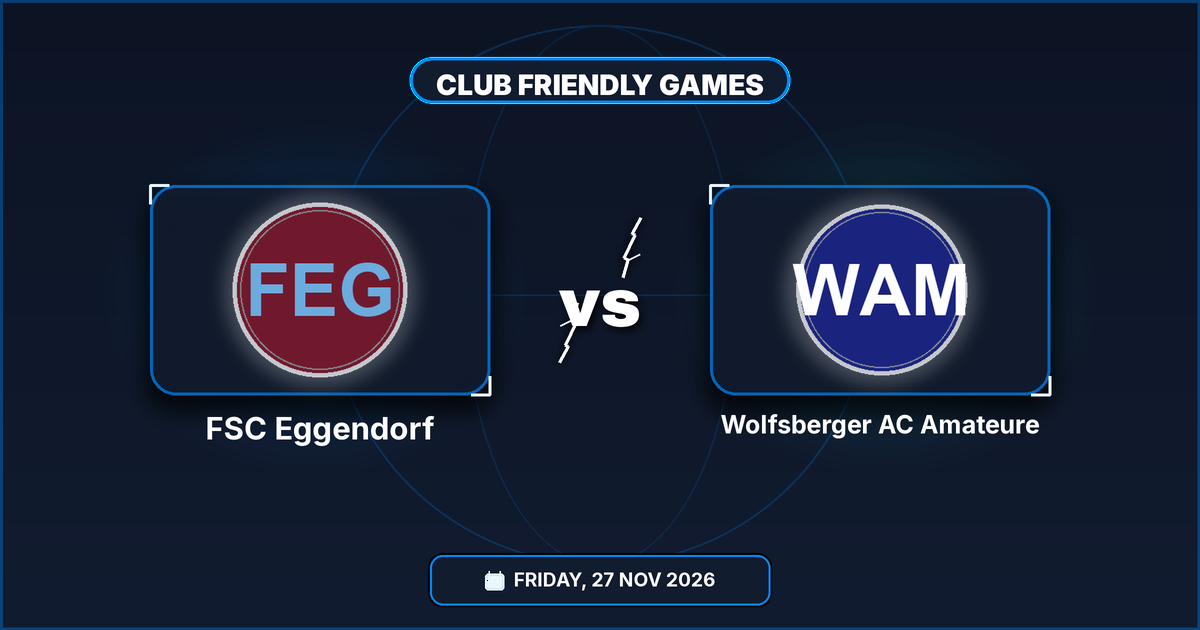 CLUB FRIENDLY GAMES
FEG
VS
WAM
FSC Eggendorf
Wolfsberger AC Amateure
FRIDAY, 27 NOV 2026